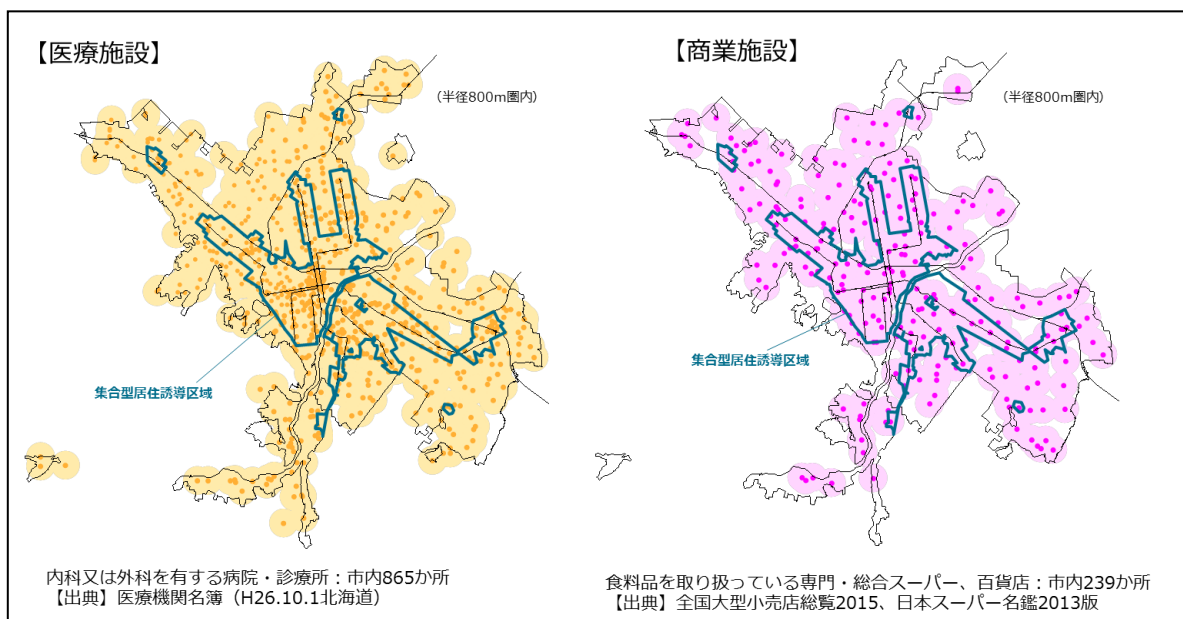 【医療施設】
（半径800m圏内）
集合型居住誘導区域
内科又は外科を有する病院・診療所：市内865か所
【出典】医療機関名簿（H26.10.1北海道）
【商業施設】
（半径800m圏内）
集合型居住誘導区域
食料品を取り扱っている専門・総合スーパー、百貨店：市内239か所
【出典】全国大型小売店総覧2015、日本スーパー名鑑2013版